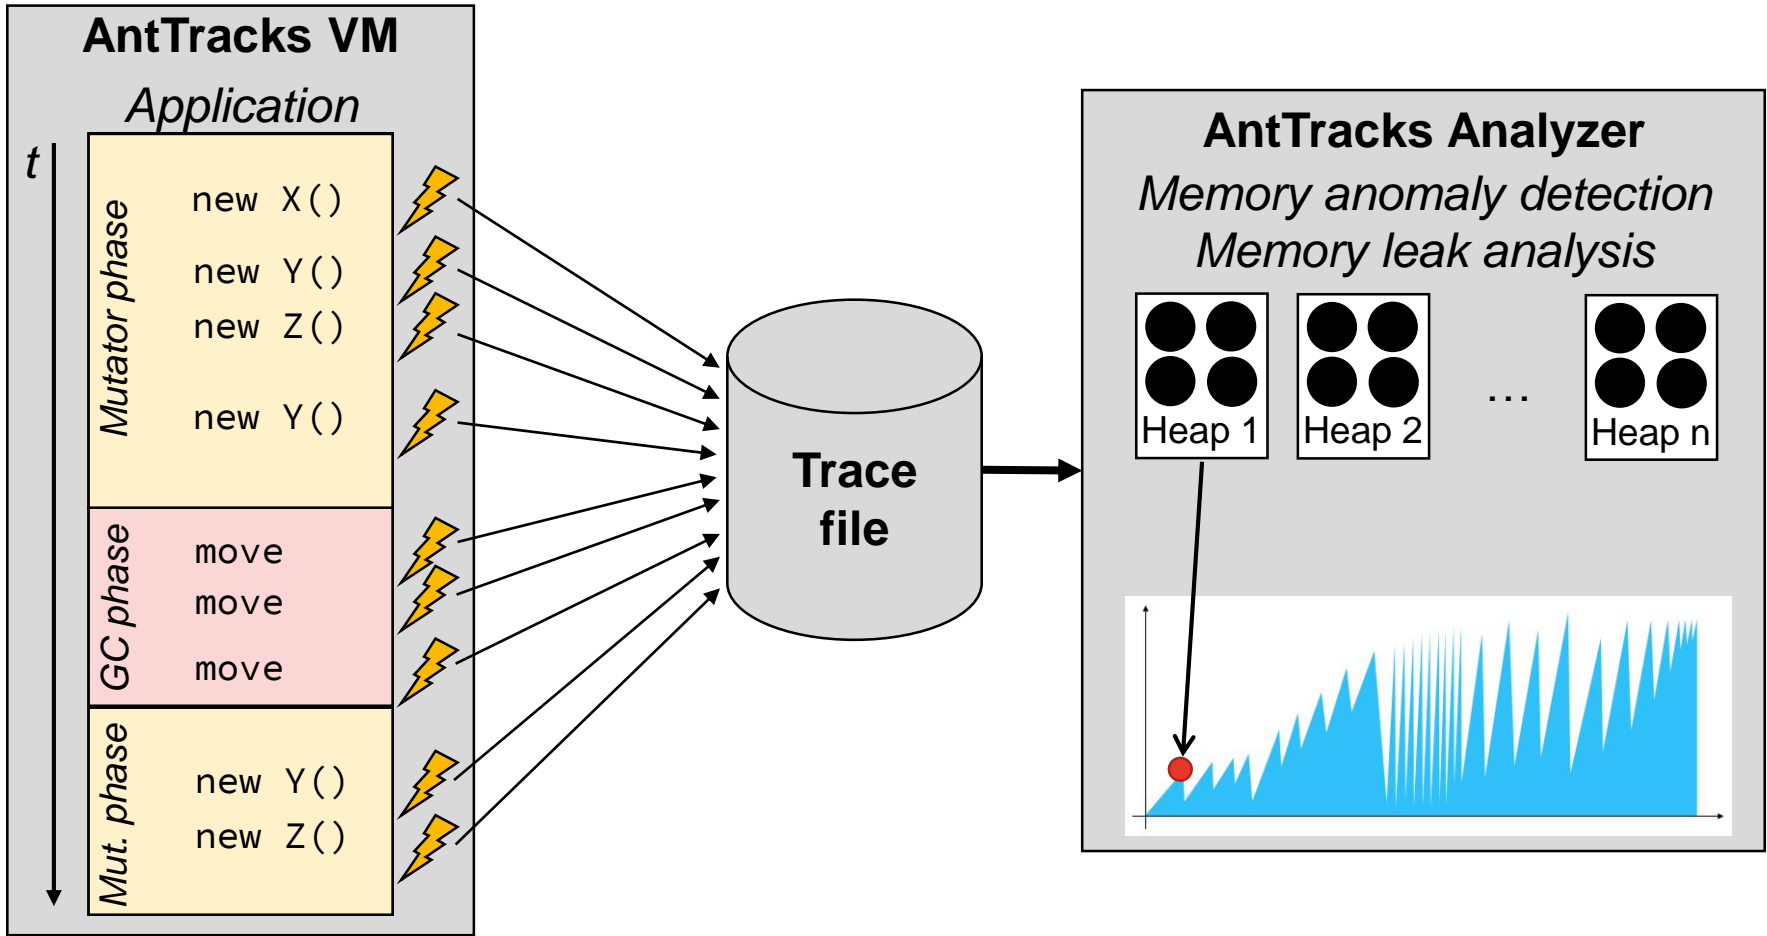 AntTracks VM
Application
t
Mutator phase
new X()
new Y()
new Z()
new Y()
GC phase
move
move
move
Mut. phase
new Y()
new Z()
Trace
file
AntTracks Analyzer
Memory anomaly detection
Memory leak analysis
Heap 1
Heap 2
...
Heap n